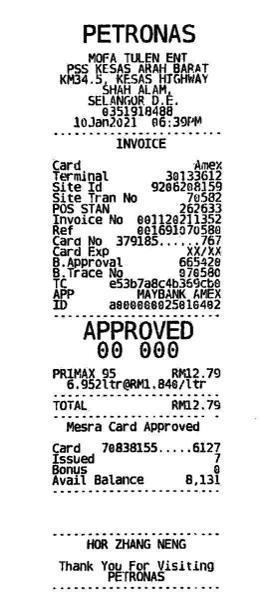 PETRONAS
MOFA TULEN ENT
PSS KESAS ARAH BARAT
KM34.5, KESAS HIGHWAY
SHAH ALAM,
SELANGOR D.E.
0351918488
10Jan2021 06:39PM
INVOICE
Card Amex
Terminal 30133612
Site Id 9206208159
Site Tran No 70582
POS STAN 262633
Invoice No 001120211352
Ref 001691070580
Card No 379185......767
Card Exp XX/XX
B.Approval 665420
B.Trace No 070580
TC e53b7a8c4b369cb0
APP MAYBANK AMEX
ID a000000025010402
APPROVED
00 000
PRIMAX 95 RM12.79
6.952ltr@RM1.840/ltr
TOTAL RM12.79
Mesra Card Approved
Card 70838155.....6127
Issued 7
Bonus 0
Avail Balance 8,131
HOR ZHANG NENG
Thank You For Visiting
PETRONAS